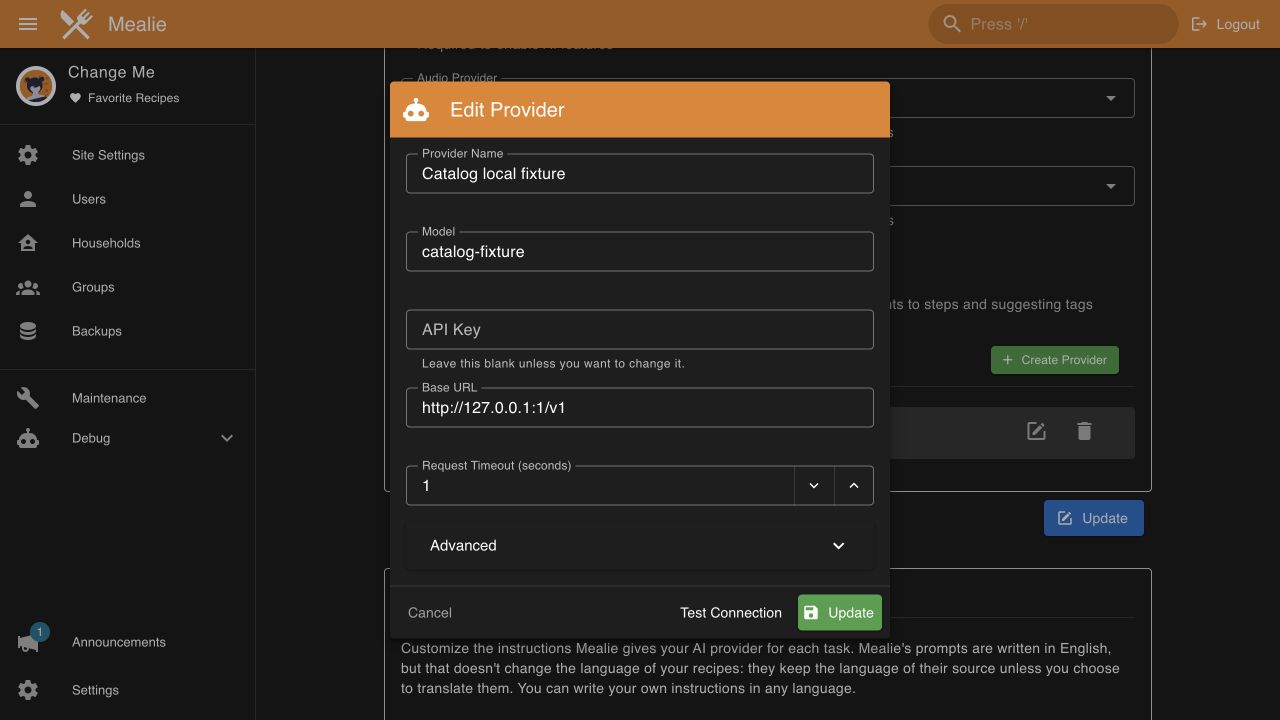 Mealie
Press '/'
Logout
Change Me
Favorite Recipes
Site Settings
Users
Households
Groups
Backups
Maintenance
Debug
1
Announcements
Settings
Audio Provider
Edit Provider
Provider Name
Catalog local fixture
Model
catalog-fixture
API Key
Leave this blank unless you want to change it.
Base URL
http://127.0.0.1:1/v1
Request Timeout (seconds)
1
Advanced
Cancel
Test Connection
Update
to steps and suggesting tags
Create Provider
Update
Customize the instructions Mealie gives your AI provider for each task. Mealie's prompts are written in English,
but that doesn't change the language of your recipes: they keep the language of their source unless you choose
to translate them. You can write your own instructions in any language.